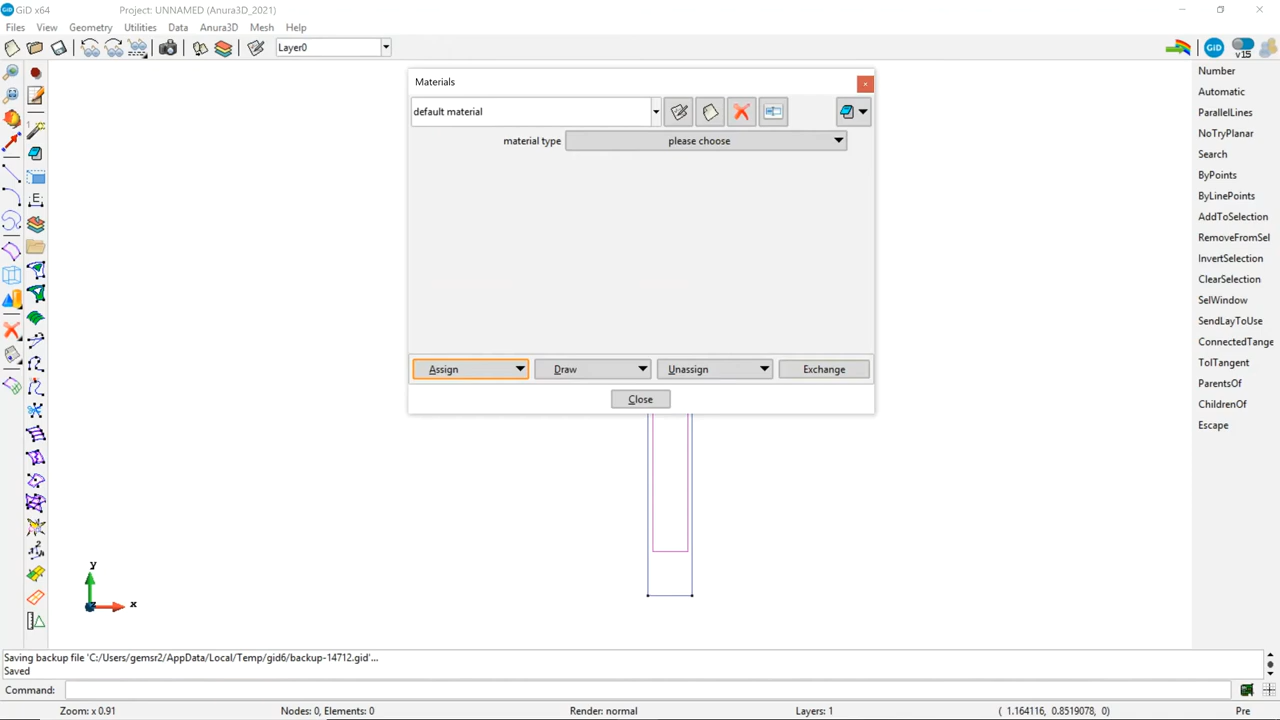 GiD x64 Project: UNNAMED (Anura3D_2021)
Files View Geometry Utilities Data Anura3D Mesh Help
Layer0
GiD
v15
Materials
default material
material type please choose
Assign Draw Unassign Exchange
Close
Number
Automatic
ParallelLines
NoTryPlanar
Search
ByPoints
ByLinePoints
AddToSelection
RemoveFromSel
InvertSelection
ClearSelection
SelWindow
SendLayToUse
ConnectedTange
ToTangent
ParentsOf
ChildrenOf
Escape
E
y
x
Saving backup file 'C:/Users/gemsr2/AppData/Local/Temp/gid6/backup-14712.gid'...
Saved
Command:
Zoom: x 0.91 Nodes: 0, Elements: 0 Render: normal Layers: 1 ( 1.164116, 0.8519078, 0) Pre